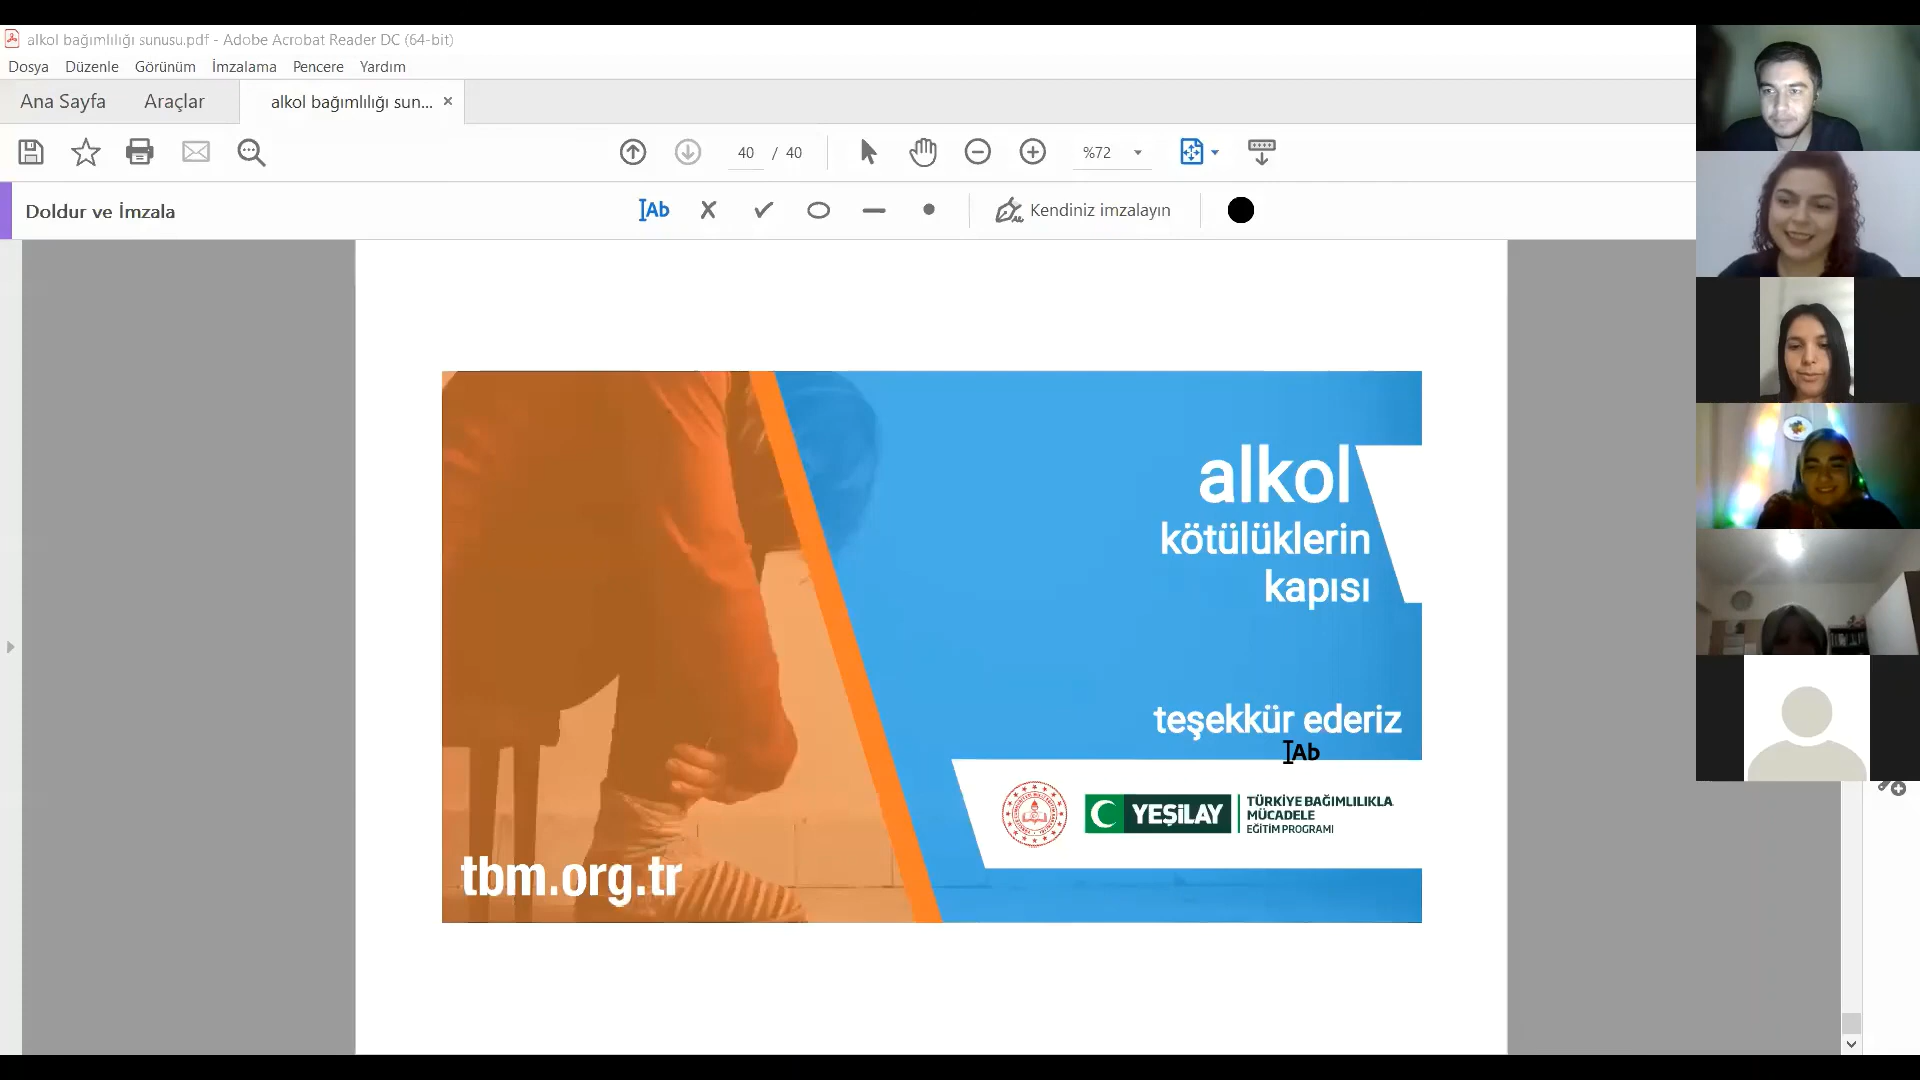 alkol bağımlılığı sunusu.pdf - Adobe Acrobat Reader DC (64-bit)
Dosya Düzenle Görünüm İmzalama Pencere Yardım
Ana Sayfa Araçlar alkol bağımlılığı sun... ×
40 / 40 %72
Doldur ve İmzala Ab Kendiniz imzalayın
alkol
kötülüklerin
kapısı
teşekkür ederiz
Ab
YEŞİLAY
TÜRKİYE BAĞIMLILIKLA
MÜCADELE
EĞİTİM PROGRAMI
tbm.org.tr